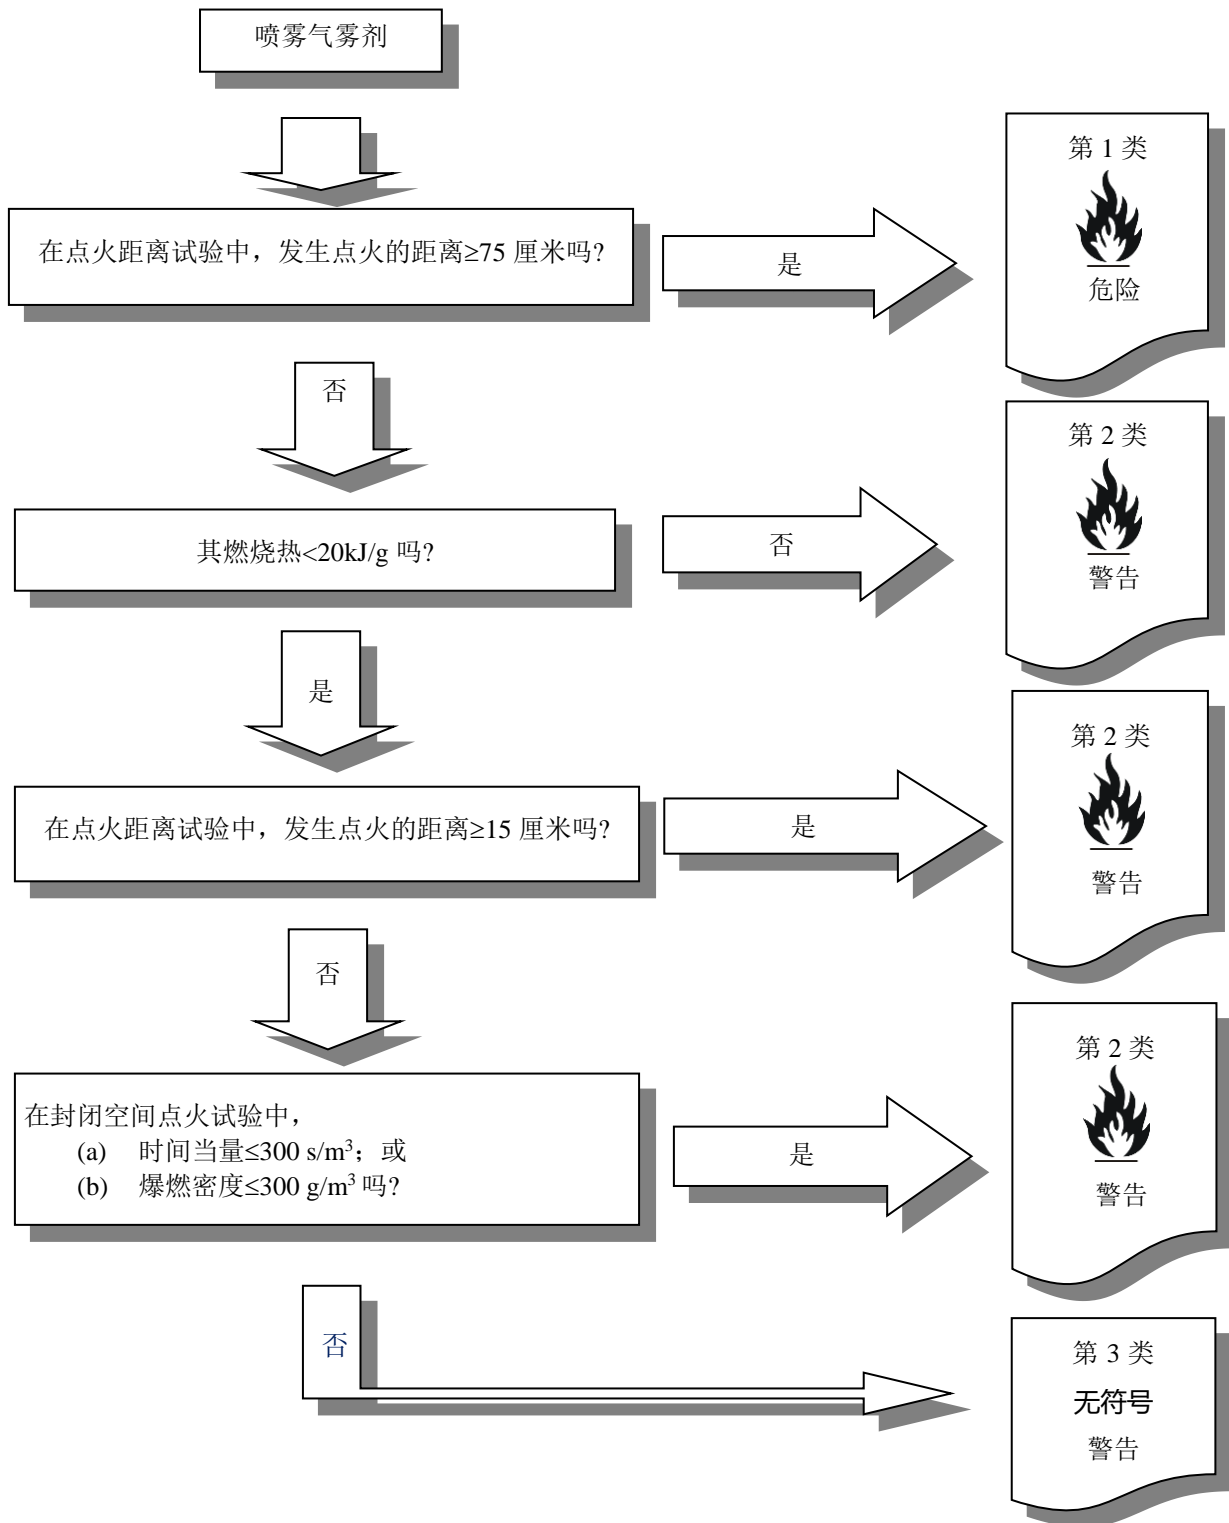 喷雾气雾剂
第 1 类
危险
在点火距离试验中，发生点火的距离≥75 厘米吗?
是
否
第 2 类
警告
其燃烧热<20kJ/g 吗?
否
是
第 2 类
警告
在点火距离试验中，发生点火的距离≥15 厘米吗?
是
否
第 2 类
警告
在封闭空间点火试验中，
(a) 时间当量≤300 s/m³；或
(b) 爆燃密度≤300 g/m³ 吗?
是
否
第 3 类
无符号
警告